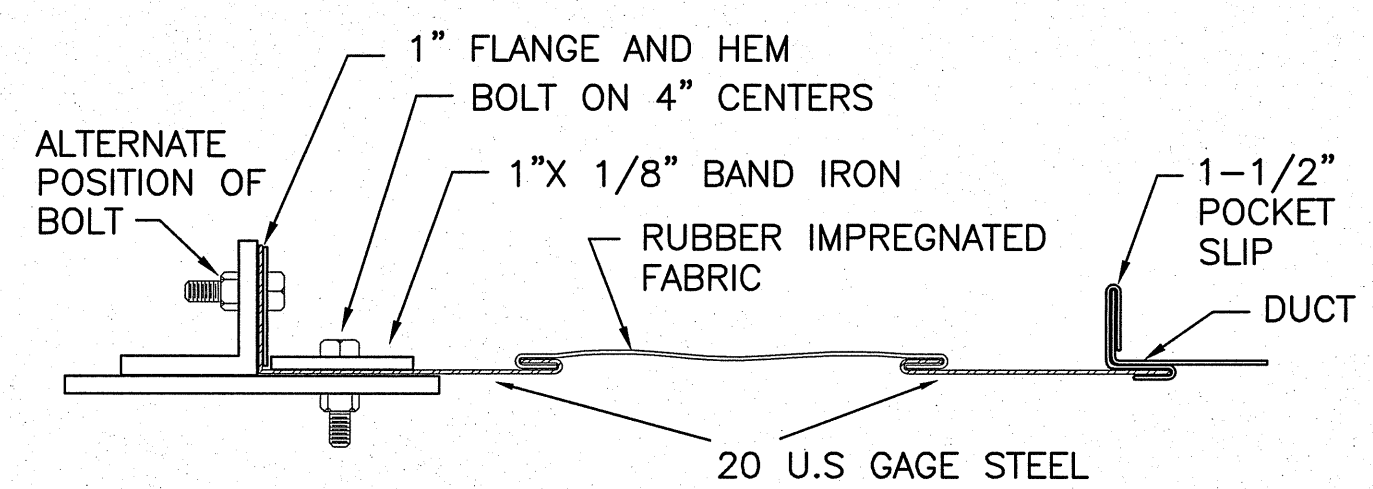 1” FLANGE AND HEM
BOLT ON 4” CENTERS
ALTERNATE
POSITION OF
BOLT
1”X 1/8” BAND IRON
1-1/2”
POCKET
SLIP
RUBBER IMPREGNATED
FABRIC
DUCT
20 U.S GAGE STEEL